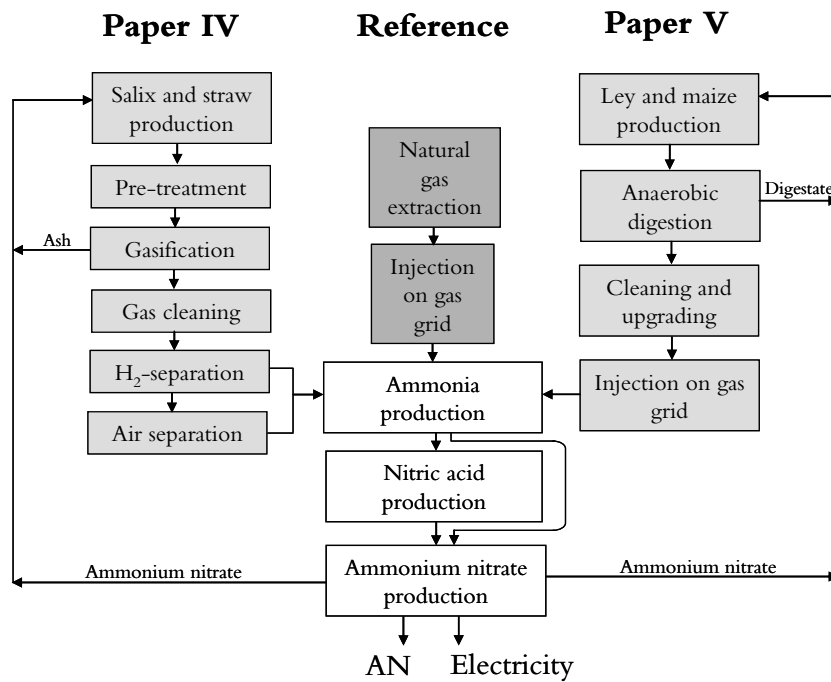 Paper IV
Reference
Paper V
Salix and straw
production
Pre-treatment
Ash
Gasification
Gas cleaning
H₂-separation
Air separation
Natural
gas
extraction
Injection
on gas
grid
Ammonia
production
Nitric acid
production
Ammonium nitrate
production
Ley and maize
production
Anaerobic
digestion
Digestate
Cleaning and
upgrading
Injection on gas
grid
Ammonium nitrate
Ammonium nitrate
AN
Electricity